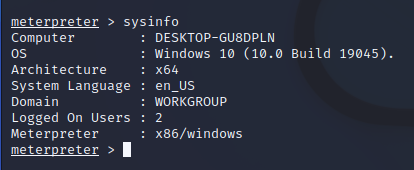 meterpreter > sysinfo
Computer        : DESKTOP-GU8DPLN
OS              : Windows 10 (10.0 Build 19045).
Architecture    : x64
System Language : en_US
Domain          : WORKGROUP
Logged On Users : 2
Meterpreter     : x86/windows
meterpreter >